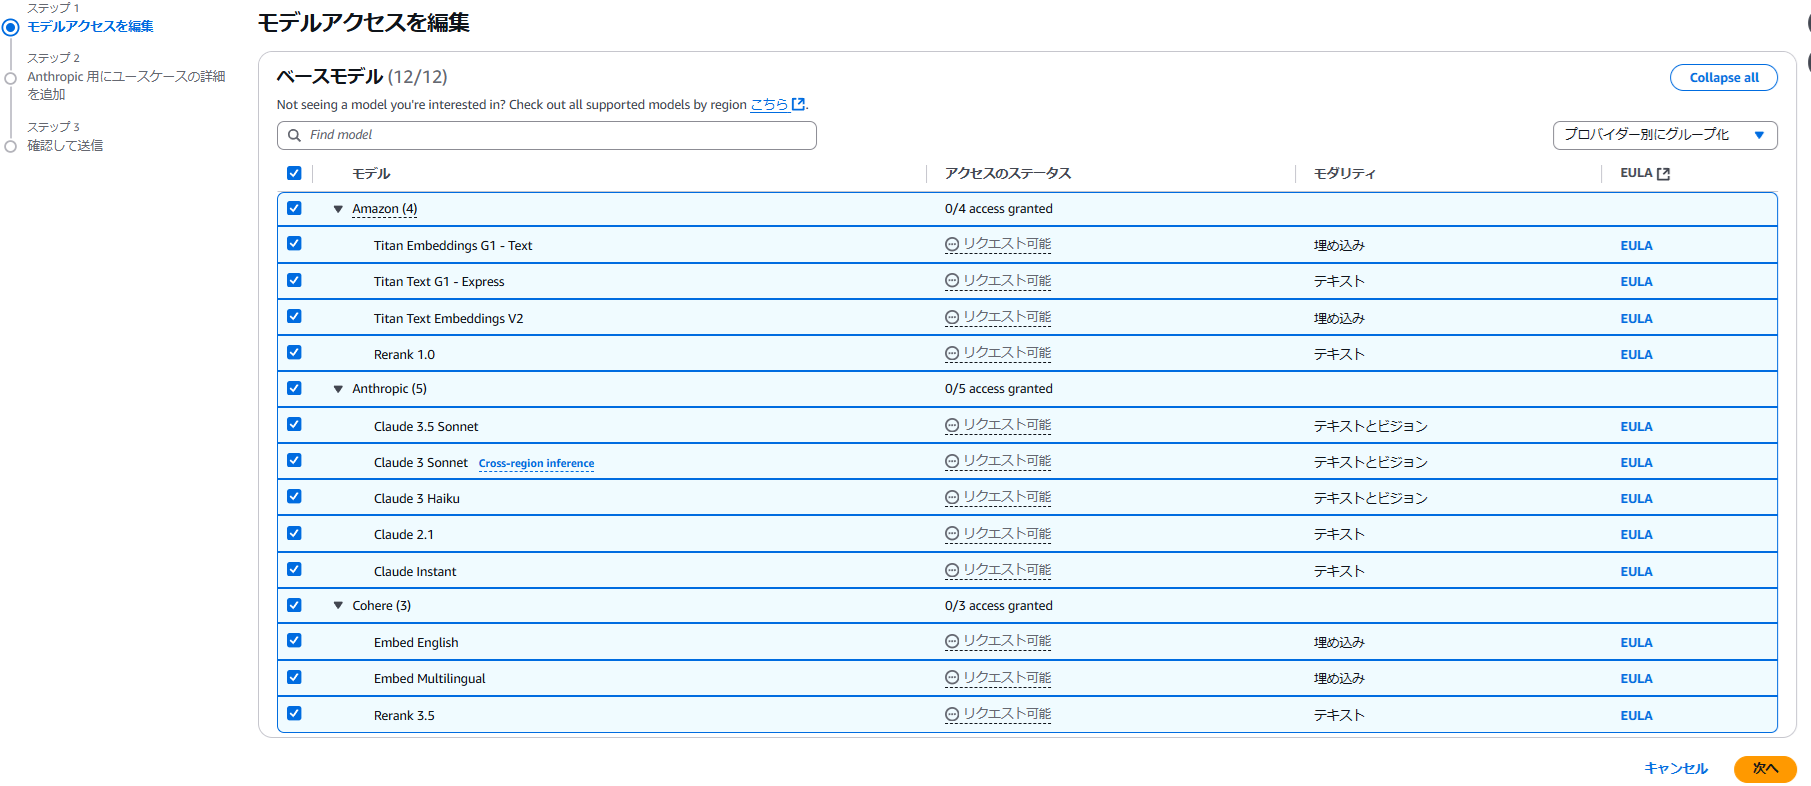 ステップ 1
モデルアクセスを編集
ステップ 2
Anthropic 用にユースケースの詳細
を追加
ステップ 3
確認して送信
モデルアクセスを編集
ベースモデル (12/12)
Collapse all
Not seeing a model you're interested in? Check out all supported models by region こちら.
Find model
プロバイダー別にグループ化
モデル アクセスのステータス モダリティ EULA
Amazon (4) 0/4 access granted
Titan Embeddings G1 - Text リクエスト可能 埋め込み EULA
Titan Text G1 - Express リクエスト可能 テキスト EULA
Titan Text Embeddings V2 リクエスト可能 埋め込み EULA
Rerank 1.0 リクエスト可能 テキスト EULA
Anthropic (5) 0/5 access granted
Claude 3.5 Sonnet リクエスト可能 テキストとビジョン EULA
Claude 3 Sonnet Cross-region inference リクエスト可能 テキストとビジョン EULA
Claude 3 Haiku リクエスト可能 テキストとビジョン EULA
Claude 2.1 リクエスト可能 テキスト EULA
Claude Instant リクエスト可能 テキスト EULA
Cohere (3) 0/3 access granted
Embed English リクエスト可能 埋め込み EULA
Embed Multilingual リクエスト可能 埋め込み EULA
Rerank 3.5 リクエスト可能 テキスト EULA
キャンセル 次へ